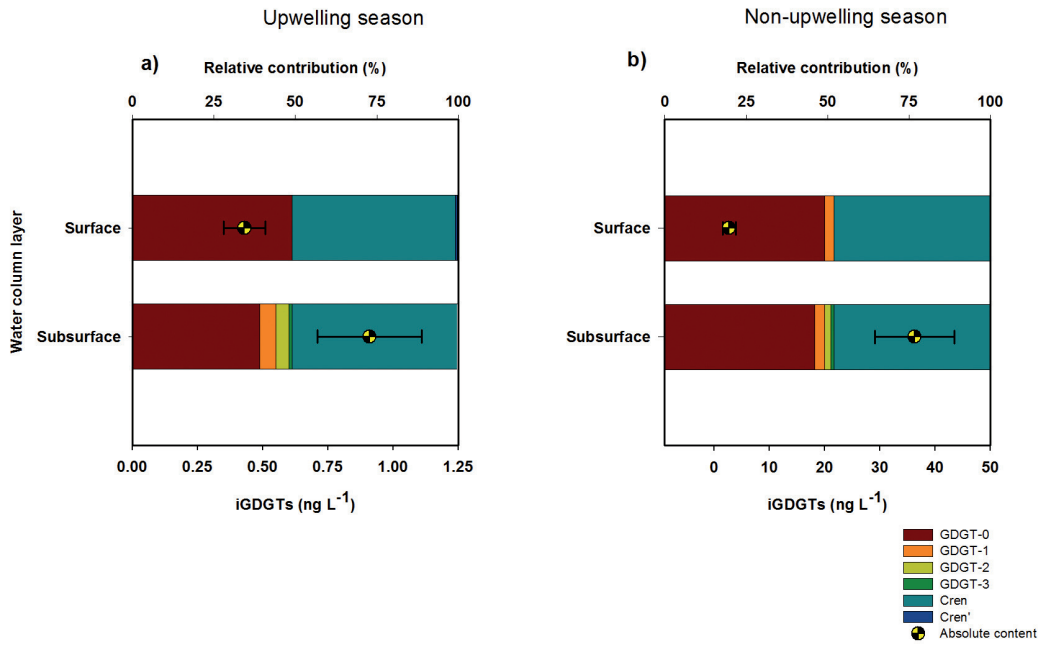 Upwelling season
Non-upwelling season
a)
Relative contribution (%)
0 25 50 75 100
Water column layer
Surface
Subsurface
0.00 0.25 0.50 0.75 1.00 1.25
iGDGTs (ng L-1)
b)
Relative contribution (%)
0 25 50 75 100
Surface
Subsurface
0 10 20 30 40 50
iGDGTs (ng L-1)
GDGT-0
GDGT-1
GDGT-2
GDGT-3
Cren
Cren'
Absolute content